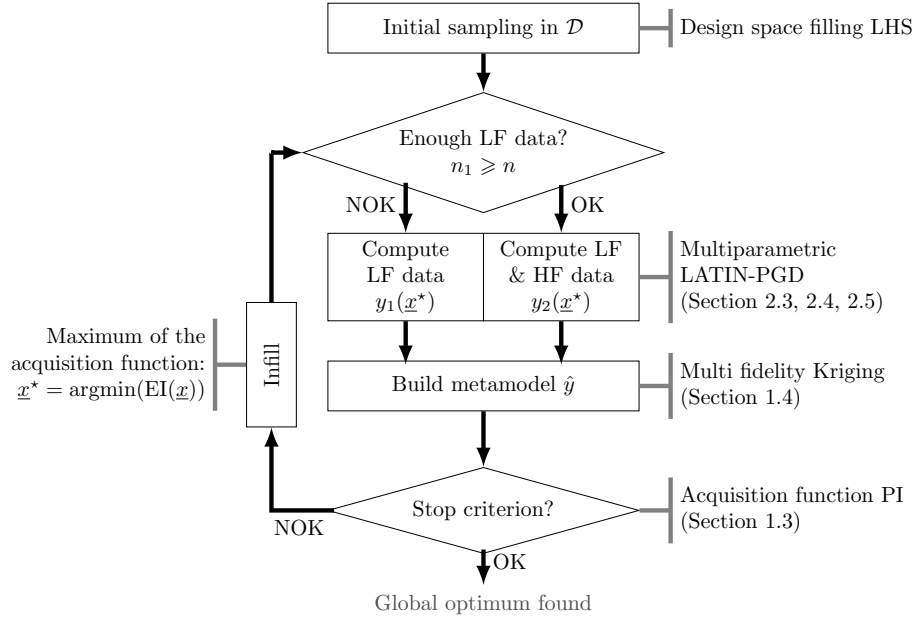 Initial sampling in 𝒟
Design space filling LHS
Enough LF data?
n₁ ⩾ n
NOK
OK
Compute
LF data
y₁(x̲⋆)
Compute LF
& HF data
y₂(x̲⋆)
Multiparametric
LATIN-PGD
(Section 2.3, 2.4, 2.5)
Maximum of the
acquisition function:
x̲⋆ = argmin(EI(x̲))
Infill
Build metamodel ŷ
Multi fidelity Kriging
(Section 1.4)
Stop criterion?
NOK
Acquisition function PI
(Section 1.3)
OK
Global optimum found